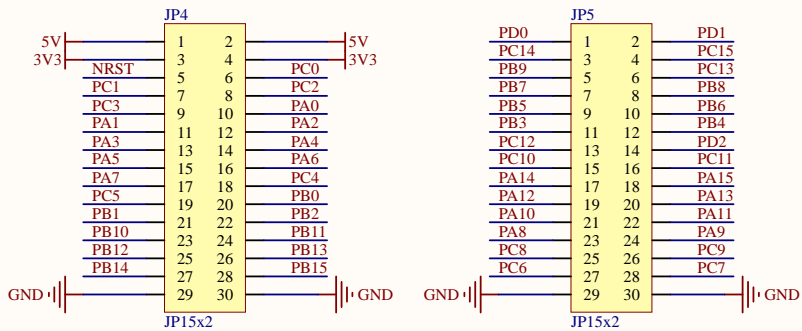 JP4
5V 1 2 5V
3V3 3 4 3V3
NRST 5 6 PC0
PC1 7 8 PC2
PC3 9 10 PA0
PA1 11 12 PA2
PA3 13 14 PA4
PA5 15 16 PA6
PA7 17 18 PC4
PC5 19 20 PB0
PB1 21 22 PB2
PB10 23 24 PB11
PB12 25 26 PB13
PB14 27 28 PB15
GND 29 30 GND
JP15x2
JP5
PD0 1 2 PD1
PC14 3 4 PC15
PB9 5 6 PC13
PB7 7 8 PB8
PB5 9 10 PB6
PB3 11 12 PB4
PC12 13 14 PD2
PC10 15 16 PC11
PA14 17 18 PA15
PA12 19 20 PA13
PA10 21 22 PA11
PA8 23 24 PA9
PC8 25 26 PC9
PC6 27 28 PC7
GND 29 30 GND
JP15x2